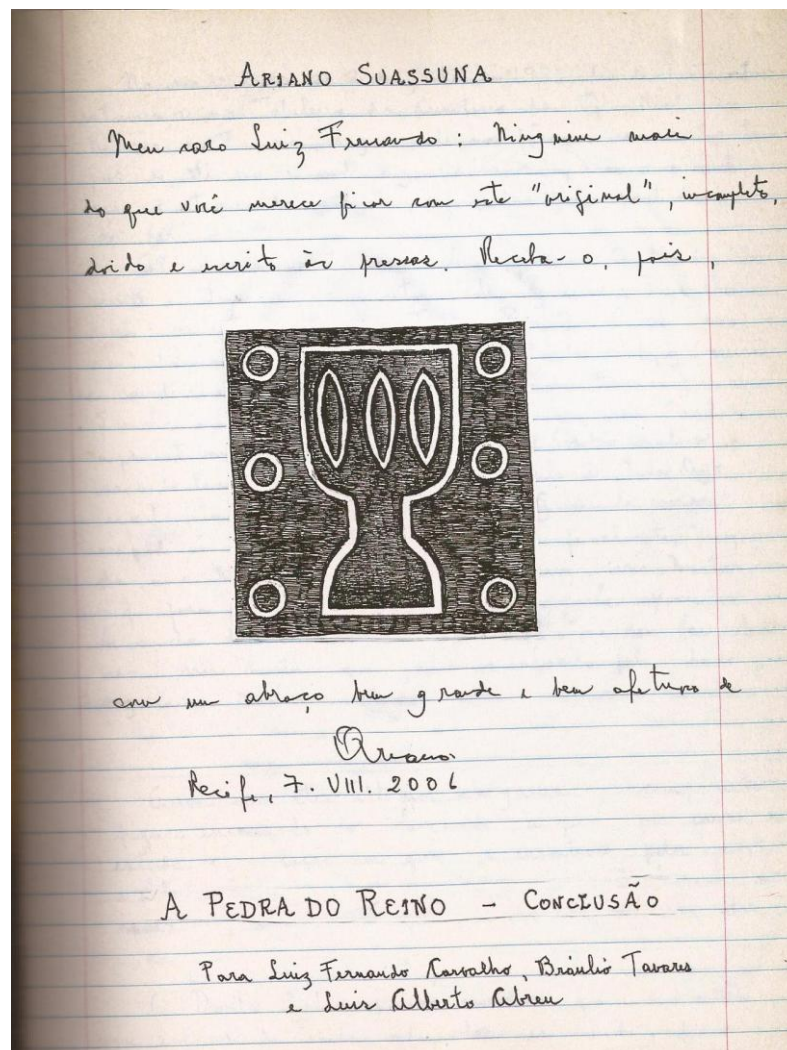 ARIANO SUASSUNA
Meu caro Luiz Fernando: Ninguém mais
do que você merece ficar com este "original", incompleto,
doido e escrito às pressas. Receba-o, pois,
com um abraço bem grande e bem afetuoso de
Ariano.
Recife, 7. VIII. 2006
A PEDRA DO REINO - CONCLUSÃO
Para Luiz Fernando Carvalho, Bráulio Tavares
e Luis Alberto Abreu